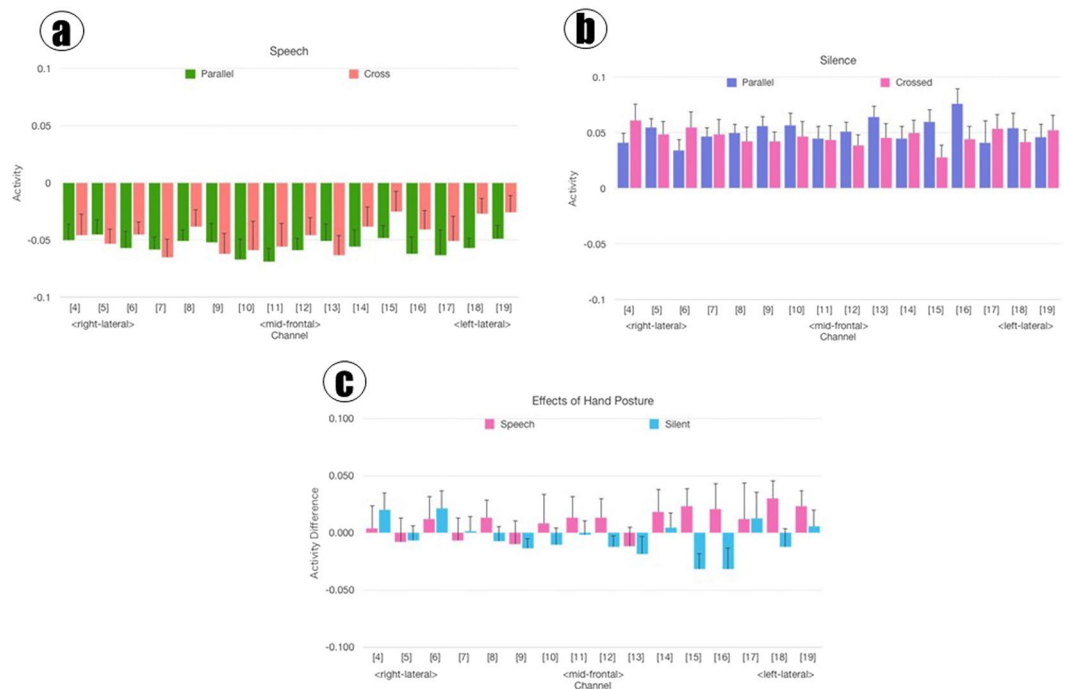 a
Speech
Parallel Cross
0.1
0.05
0
-0.05
-0.1
Activity
[4] [5] [6] [7] [8] [9] [10] [11] [12] [13] [14] [15] [16] [17] [18] [19]
<right-lateral> <mid-frontal> <left-lateral>
Channel
b
Silence
Parallel Crossed
0.1
0.05
0
-0.05
-0.1
Activity
[4] [5] [6] [7] [8] [9] [10] [11] [12] [13] [14] [15] [16] [17] [18] [19]
<right-lateral> <mid-frontal> <left-lateral>
Channel
c
Effects of Hand Posture
Speech Silent
0.100
0.050
0.000
-0.050
-0.100
Activity Difference
[4] [5] [6] [7] [8] [9] [10] [11] [12] [13] [14] [15] [16] [17] [18] [19]
<right-lateral> <mid-frontal> <left-lateral>
Channel